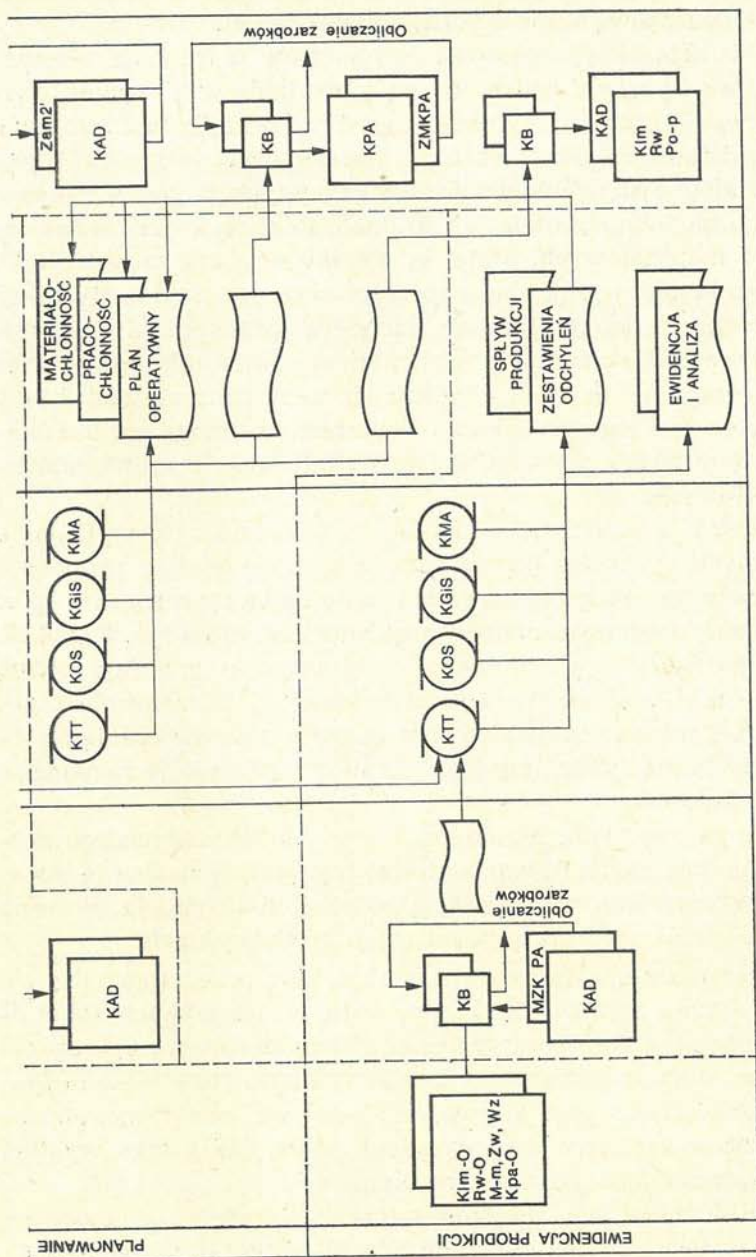 Zam2'
KAD
Obliczanie zarobków
KB
KPA
ZMKPA
KB
KAD
Klm
Rw
Po-p
MATERIAŁO-
CHŁONNOŚĆ
PRACO-
CHŁONNOŚĆ
PLAN
OPERATYWNY
SPŁYW
PRODUKCJI
ZESTAWIENIA
ODCHYLEŃ
EWIDENCJA
I ANALIZA
KTT
KOS
KGiS
KMA
KTT
KOS
KGiS
KMA
KAD
Obliczanie
zarobków
KB
MZK PA
KAD
Klm-O
Rw-O
M-m, Zw, Wz
Kpa-O
PLANOWANIE
EWIDENCJA PRODUKCJI